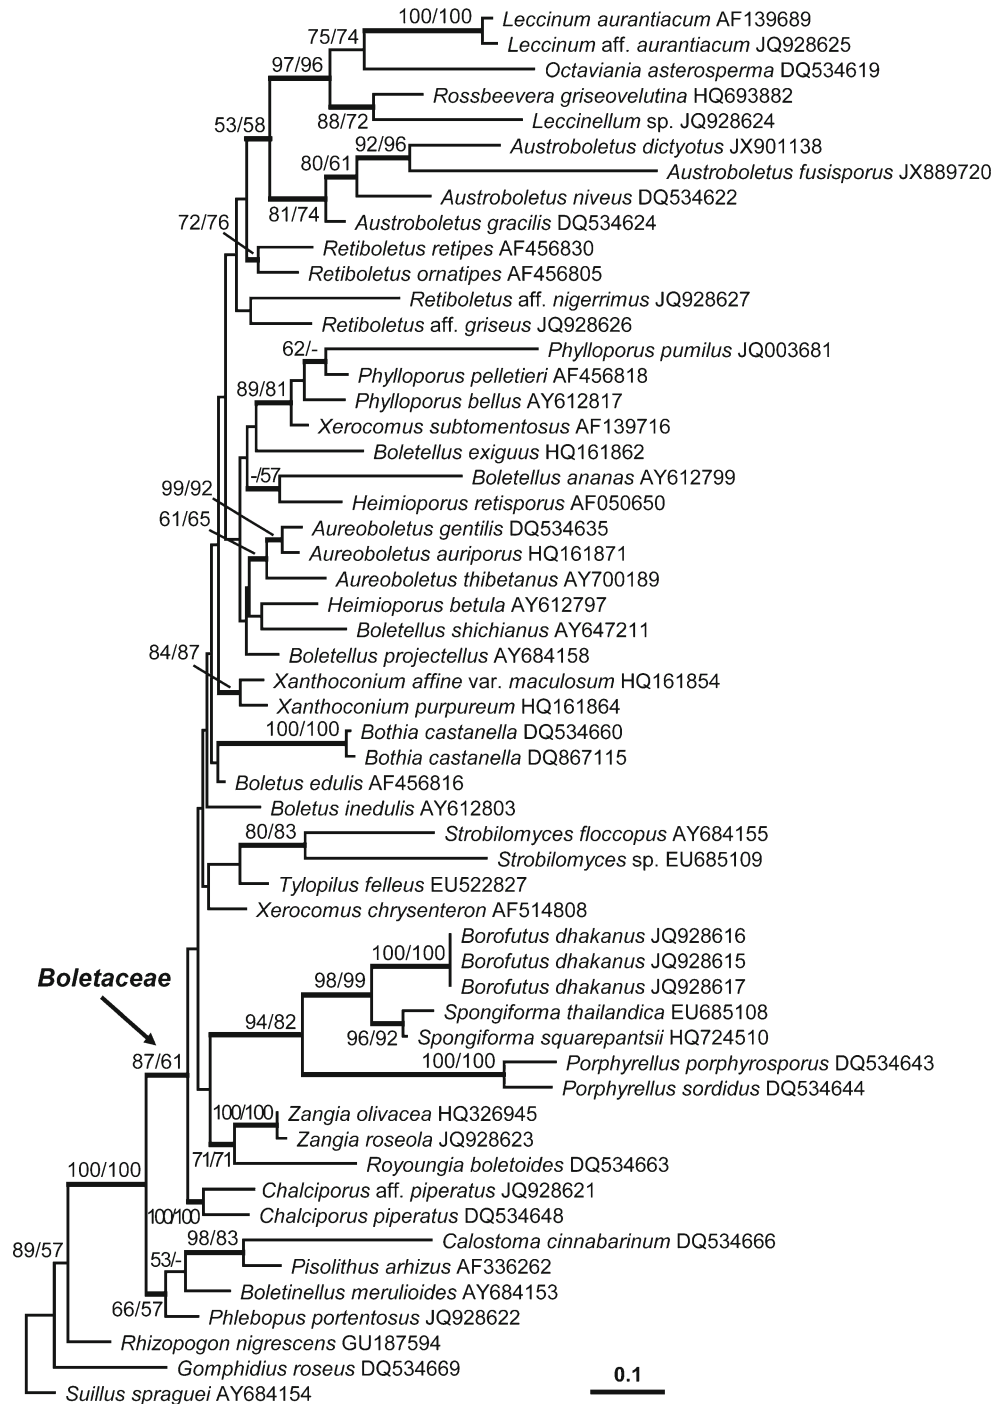 100/100
Leccinum aurantiacum AF139689
75/74
Leccinum aff. aurantiacum JQ928625
97/96
Octaviania asterosperma DQ534619
Rossbeevera griseovelutina HQ693882
88/72
Leccinellum sp. JQ928624
53/58
92/96
Austroboletus dictyotus JX901138
80/61
Austroboletus fusisporus JX889720
Austroboletus niveus DQ534622
81/74
Austroboletus gracilis DQ534624
72/76
Retiboletus retipes AF456830
Retiboletus ornatipes AF456805
Retiboletus aff. nigerrimus JQ928627
Retiboletus aff. griseus JQ928626
62/-
Phylloporus pumilus JQ003681
Phylloporus pelletieri AF456818
89/81
Phylloporus bellus AY612817
Xerocomus subtomentosus AF139716
Boletellus exiguus HQ161862
-/57
Boletellus ananas AY612799
99/92
Heimioporus retisporus AF050650
61/65
Aureoboletus gentilis DQ534635
Aureoboletus auriporus HQ161871
Aureoboletus thibetanus AY700189
Heimioporus betula AY612797
Boletellus shichianus AY647211
84/87
Boletellus projectellus AY684158
Xanthoconium affine var. maculosum HQ161854
Xanthoconium purpureum HQ161864
100/100
Bothia castanella DQ534660
Bothia castanella DQ867115
Boletus edulis AF456816
Boletus inedulis AY612803
80/83
Strobilomyces floccopus AY684155
Strobilomyces sp. EU685109
Tylopilus felleus EU522827
Xerocomus chrysenteron AF514808
Borofutus dhakanus JQ928616
100/100
Borofutus dhakanus JQ928615
Boletaceae
98/99
Borofutus dhakanus JQ928617
Spongiforma thailandica EU685108
94/82
96/92
Spongiforma squarepantsii HQ724510
87/61
100/100
Porphyrellus porphyrosporus DQ534643
Porphyrellus sordidus DQ534644
100/100
Zangia olivacea HQ326945
Zangia roseola JQ928623
71/71
Royoungia boletoides DQ534663
100/100
Chalciporus aff. piperatus JQ928621
100/100
Chalciporus piperatus DQ534648
98/83
Calostoma cinnabarinum DQ534666
89/57
53/-
Pisolithus arhizus AF336262
Boletinellus merulioides AY684153
66/57
Phlebopus portentosus JQ928622
Rhizopogon nigrescens GU187594
Gomphidius roseus DQ534669
0.1
Suillus spraguei AY684154